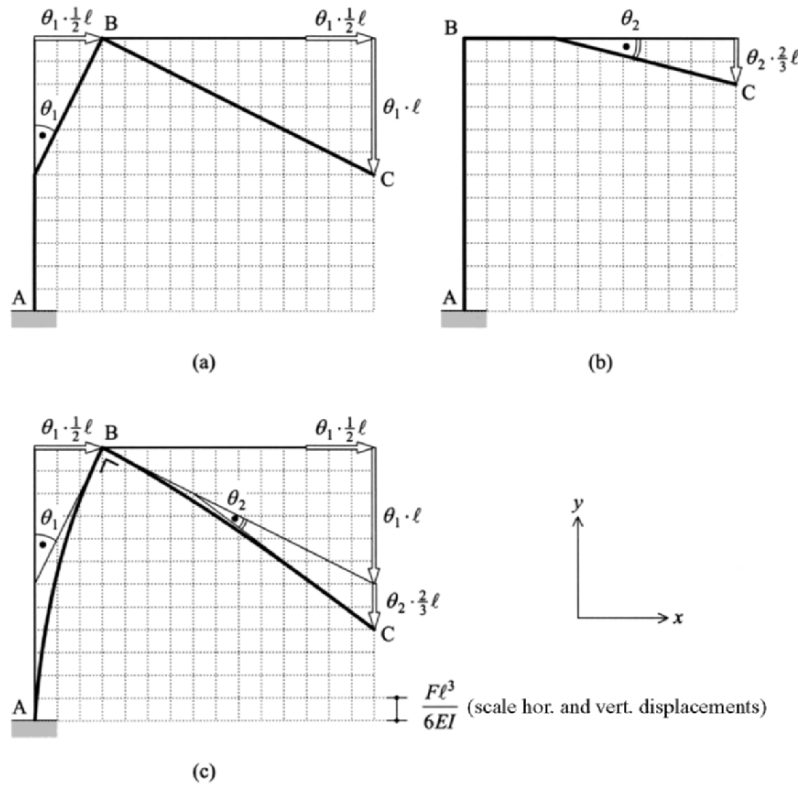 θ₁·½ℓ B θ₁·½ℓ
θ₁
θ₁·ℓ
C
A
(a)
B θ₂
θ₂·⅔ℓ
C
A
(b)
θ₁·½ℓ B θ₁·½ℓ
θ₂
θ₁
θ₁·ℓ
θ₂·⅔ℓ
C
A
Fℓ³/6EI (scale hor. and vert. displacements)
(c)
y
x